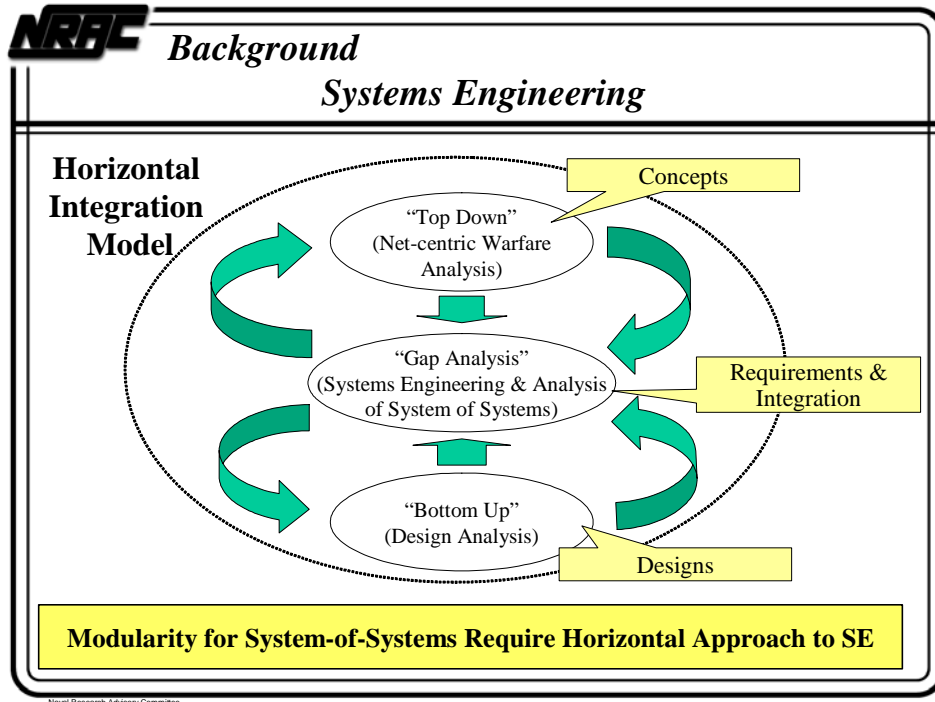 NRAC
Background
Systems Engineering
Horizontal
Integration
Model
Concepts
“Top Down”
(Net-centric Warfare
Analysis)
“Gap Analysis”
(Systems Engineering & Analysis
of System of Systems)
Requirements &
Integration
“Bottom Up”
(Design Analysis)
Designs
Modularity for System-of-Systems Require Horizontal Approach to SE
Naval Research Advisory Committee